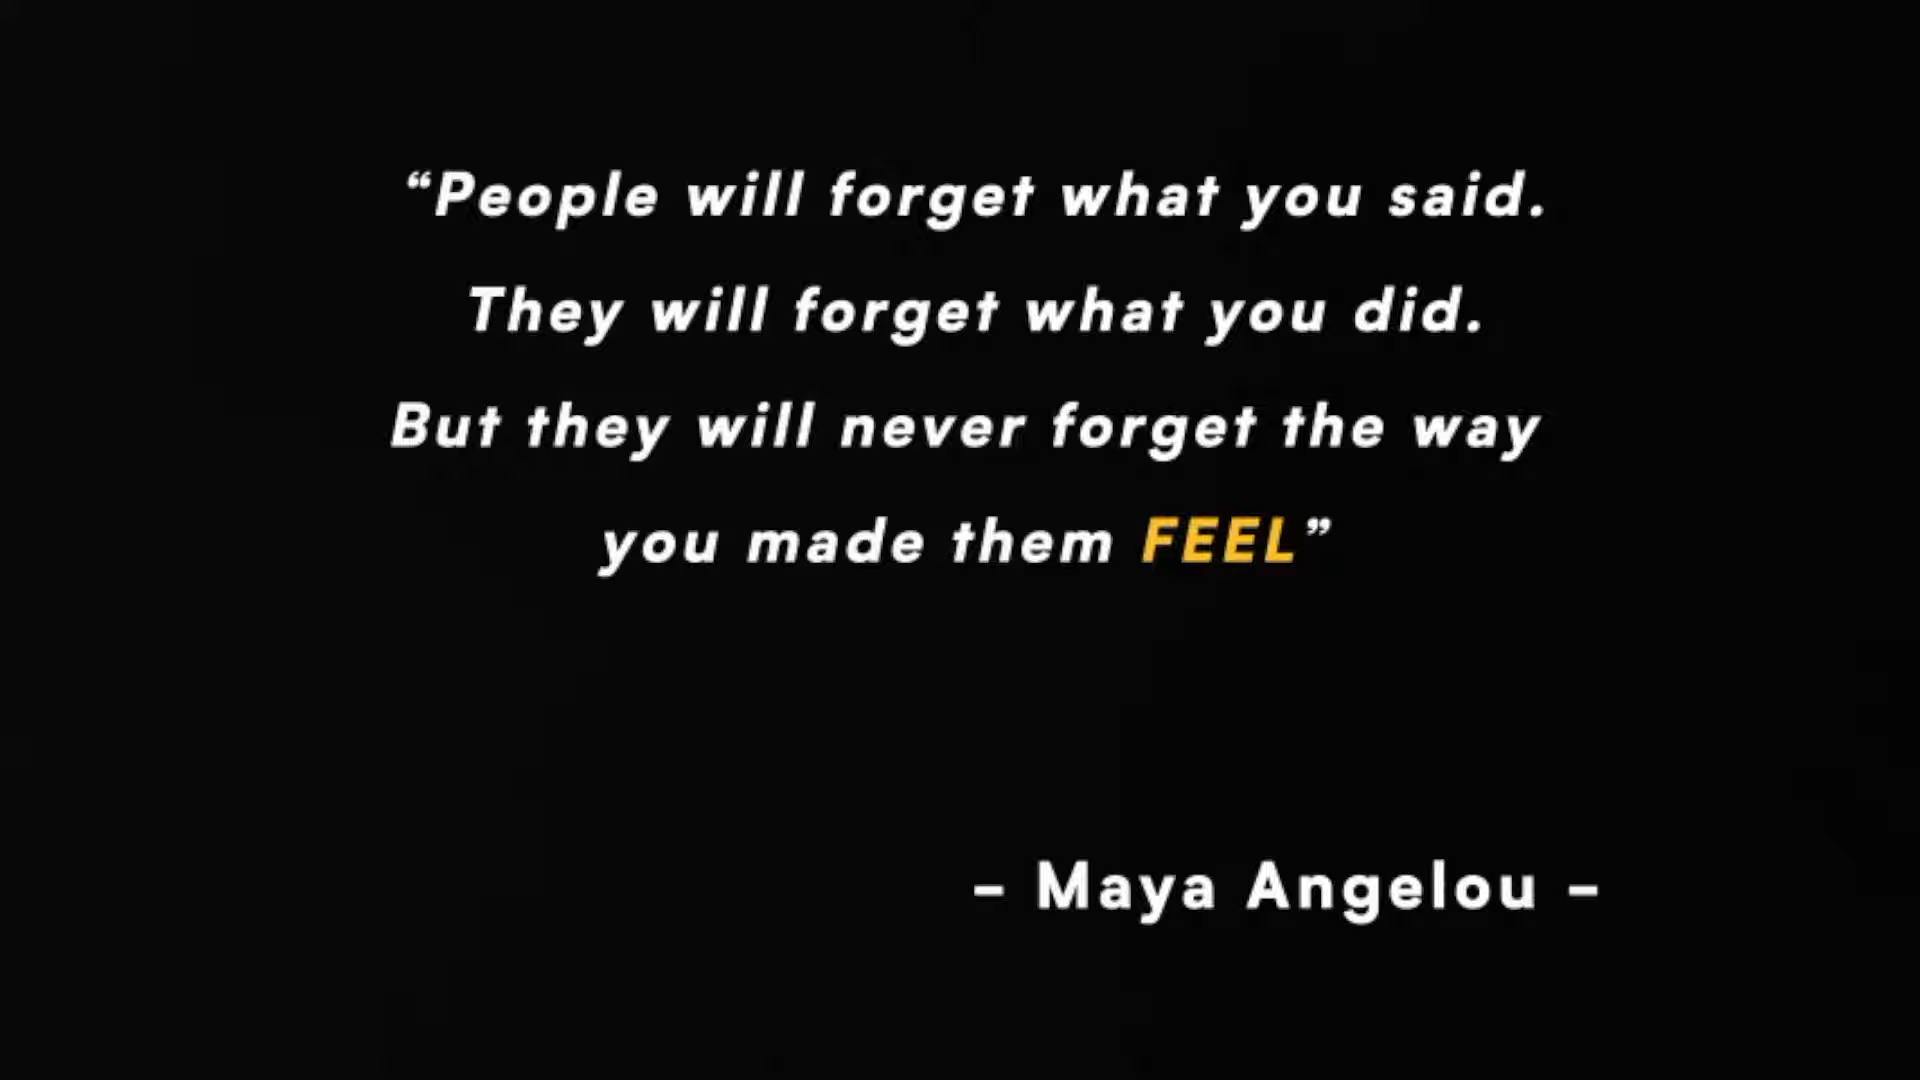 “People will forget what you said.
They will forget what you did.
But they will never forget the way
you made them FEEL”
– Maya Angelou –